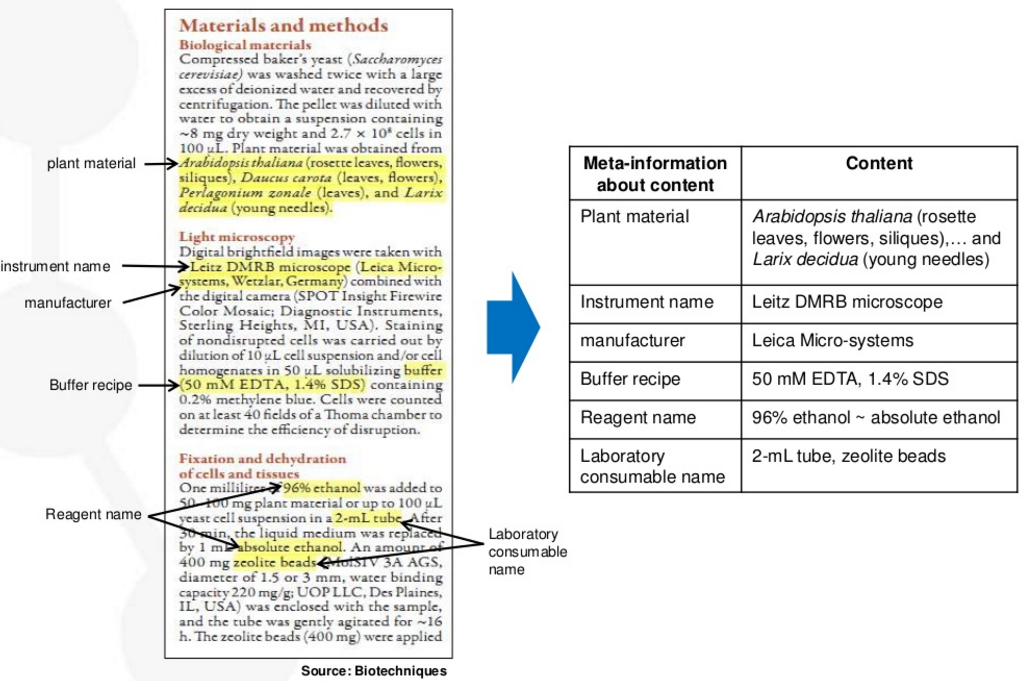 Materials and methods
Biological materials
Compressed baker's yeast (Saccharomyces
cerevisiae) was washed twice with a large
excess of deionized water and recovered by
centrifugation. The pellet was diluted with
water to obtain a suspension containing
~8 mg dry weight and 2.7 × 10⁸ cells in
100 µL. Plant material was obtained from
Arabidopsis thaliana (rosette leaves, flowers,
siliques), Daucus carota (leaves, flowers),
Perlagonium zonale (leaves), and Larix
decidua (young needles).
Light microscopy
Digital brightfield images were taken with
Leitz DMRB microscope (Leica Micro-
systems, Wetzlar, Germany) combined with
the digital camera (SPOT Insight Firewire
Color Mosaic; Diagnostic Instruments,
Sterling Heights, MI, USA). Staining
of nondisrupted cells was carried out by
dilution of 10 µL cell suspension and/or cell
homogenates in 50 µL solubilizing buffer
(50 mM EDTA, 1.4% SDS) containing
0.2% methylene blue. Cells were counted
on at least 40 fields of a Thoma chamber to
determine the efficiency of disruption.
Fixation and dehydration
of cells and tissues
One milliliter of 96% ethanol was added to
50–100 mg plant material or up to 100 µL
yeast cell suspension in a 2-mL tube. After
30 min, the liquid medium was replaced
by 1 mL absolute ethanol. An amount of
400 mg zeolite beads (MolSIV 3A AGS,
diameter of 1.5 or 3 mm, water binding
capacity 220 mg/g; UOP LLC, Des Plaines,
IL, USA) was enclosed with the sample,
and the tube was gently agitated for ~16
h. The zeolite beads (400 mg) were applied
plant material
instrument name
manufacturer
Buffer recipe
Reagent name
Laboratory
consumable
name
Source: Biotechniques
Meta-information
about content
Content
Plant material
Arabidopsis thaliana (rosette
leaves, flowers, siliques),… and
Larix decidua (young needles)
Instrument name
Leitz DMRB microscope
manufacturer
Leica Micro-systems
Buffer recipe
50 mM EDTA, 1.4% SDS
Reagent name
96% ethanol ~ absolute ethanol
Laboratory
consumable name
2-mL tube, zeolite beads